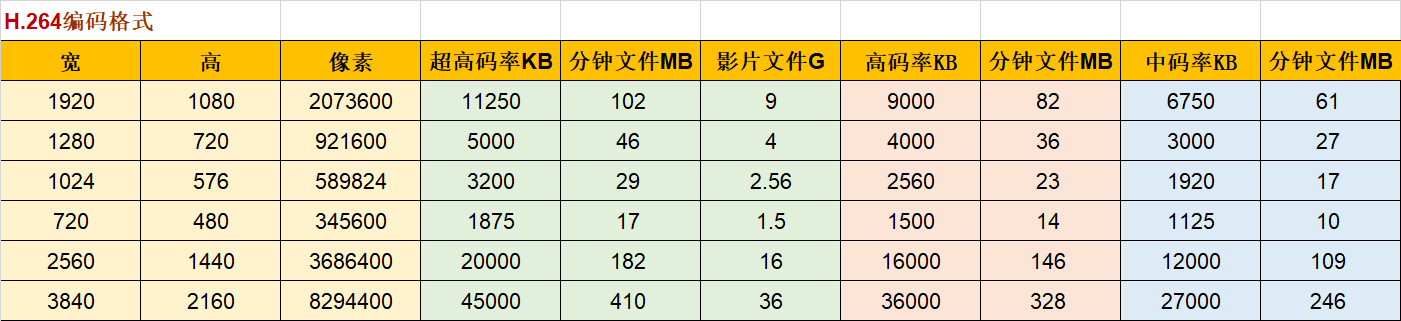 H.264编码格式
宽 高 像素 超高码率KB 分钟文件MB 影片文件G 高码率KB 分钟文件MB 中码率KB 分钟文件MB
1920 1080 2073600 11250 102 9 9000 82 6750 61
1280 720 921600 5000 46 4 4000 36 3000 27
1024 576 589824 3200 29 2.56 2560 23 1920 17
720 480 345600 1875 17 1.5 1500 14 1125 10
2560 1440 3686400 20000 182 16 16000 146 12000 109
3840 2160 8294400 45000 410 36 36000 328 27000 246